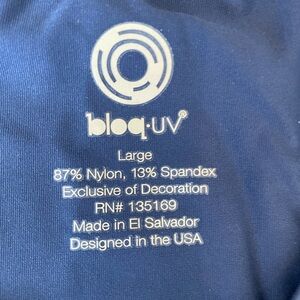 bloq·UV®
Large
87% Nylon, 13% Spandex
Exclusive of Decoration
RN# 135169
Made in El Salvador
Designed in the USA